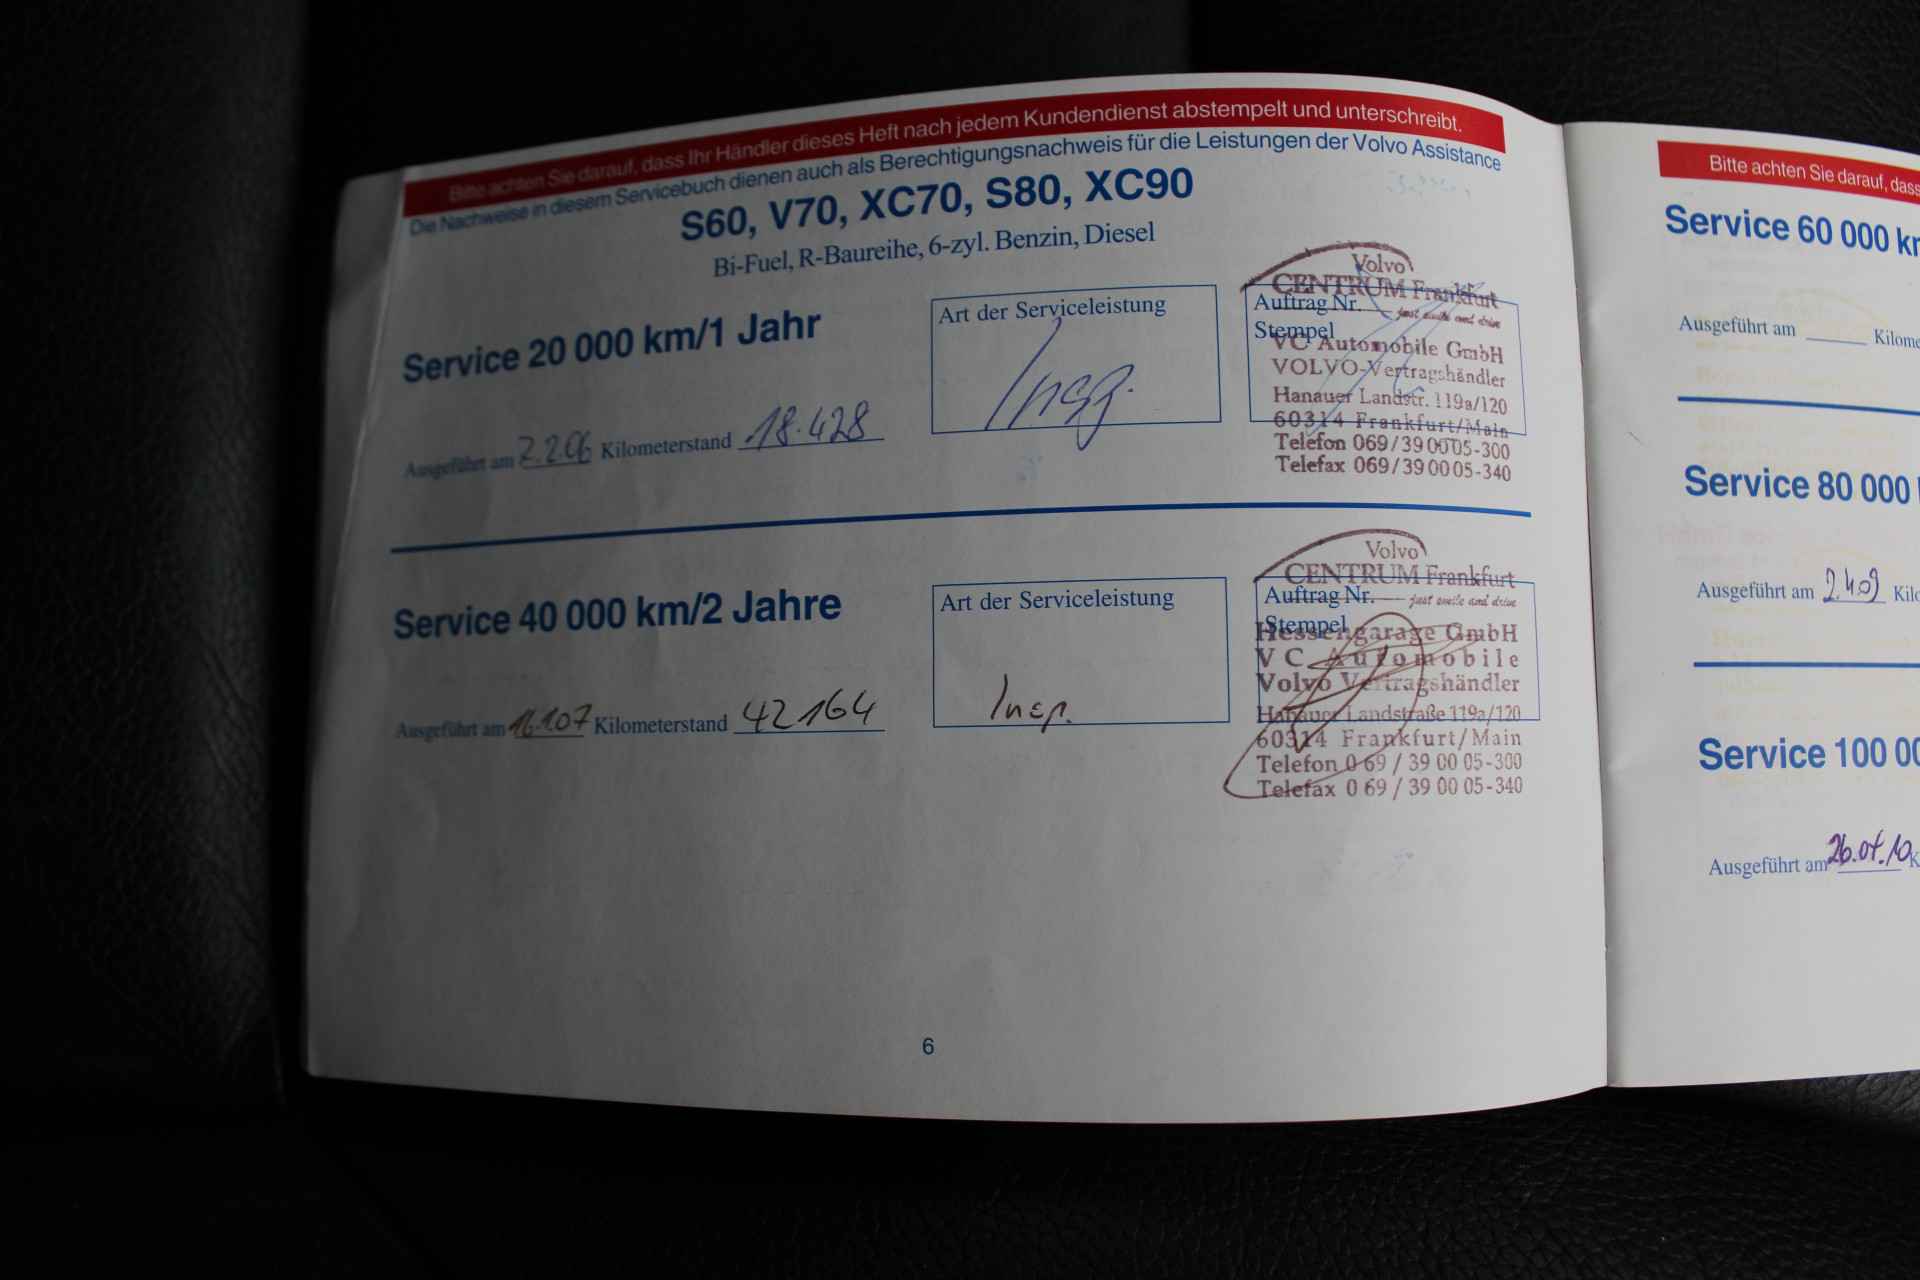 Bitte achten Sie darauf, dass Ihr Händler dieses Heft nach jedem Kundendienst abstempelt und unterschreibt.
Die Nachweise in diesem Servicebuch dienen auch als Berechtigungsnachweis für die Leistungen der Volvo Assistance
S60, V70, XC70, S80, XC90
Bi-Fuel, R-Baureihe, 6-zyl. Benzin, Diesel
Service 20 000 km/1 Jahr
Ausgeführt am 2.2.06 Kilometerstand 18.428
Art der Serviceleistung
Insp.
Auftrag Nr.
Stempel
Volvo
CENTRUM Frankfurt
just smile and drive
VC Automobile GmbH
VOLVO-Vertragshändler
Hanauer Landstr. 119a/120
60314 Frankfurt/Main
Telefon 069/39 00 05-300
Telefax 069/39 00 05-340
Service 40 000 km/2 Jahre
Ausgeführt am 16.1.07 Kilometerstand 42164
Art der Serviceleistung
Insp.
Auftrag Nr.
Stempel
Volvo
CENTRUM Frankfurt
just smile and drive
Hessengarage GmbH
VC Automobile
Volvo Vertragshändler
Hanauer Landstraße 119a/120
60314 Frankfurt/Main
Telefon 0 69 / 39 00 05-300
Telefax 0 69 / 39 00 05-340
6
Bitte achten Sie darauf, dass
Service 60 000 km
Ausgeführt am Kilome
Service 80 000
Ausgeführt am 2.4.09 Kilo
Service 100 00
Ausgeführt am 26.04.10 K